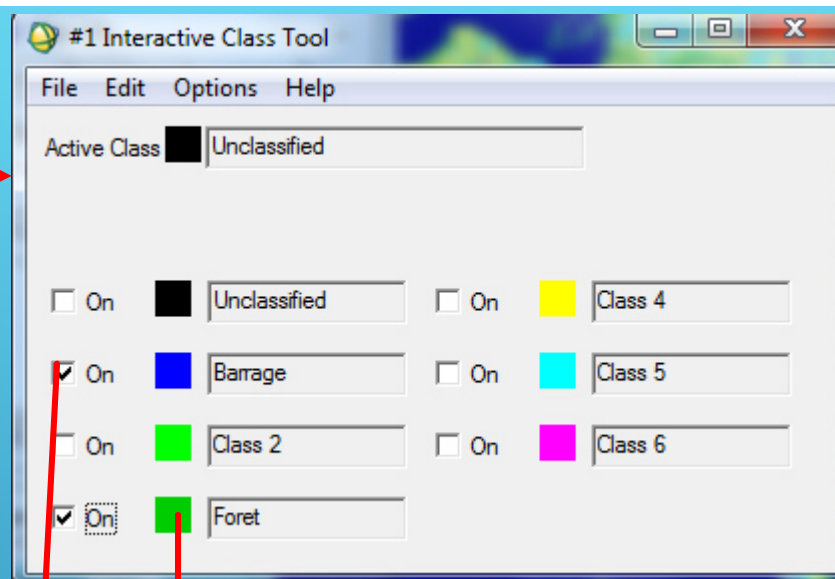 #1 Interactive Class Tool
File Edit Options Help
Active Class Unclassified
On Unclassified On Class 4
On Barrage On Class 5
On Class 2 On Class 6
On Foret